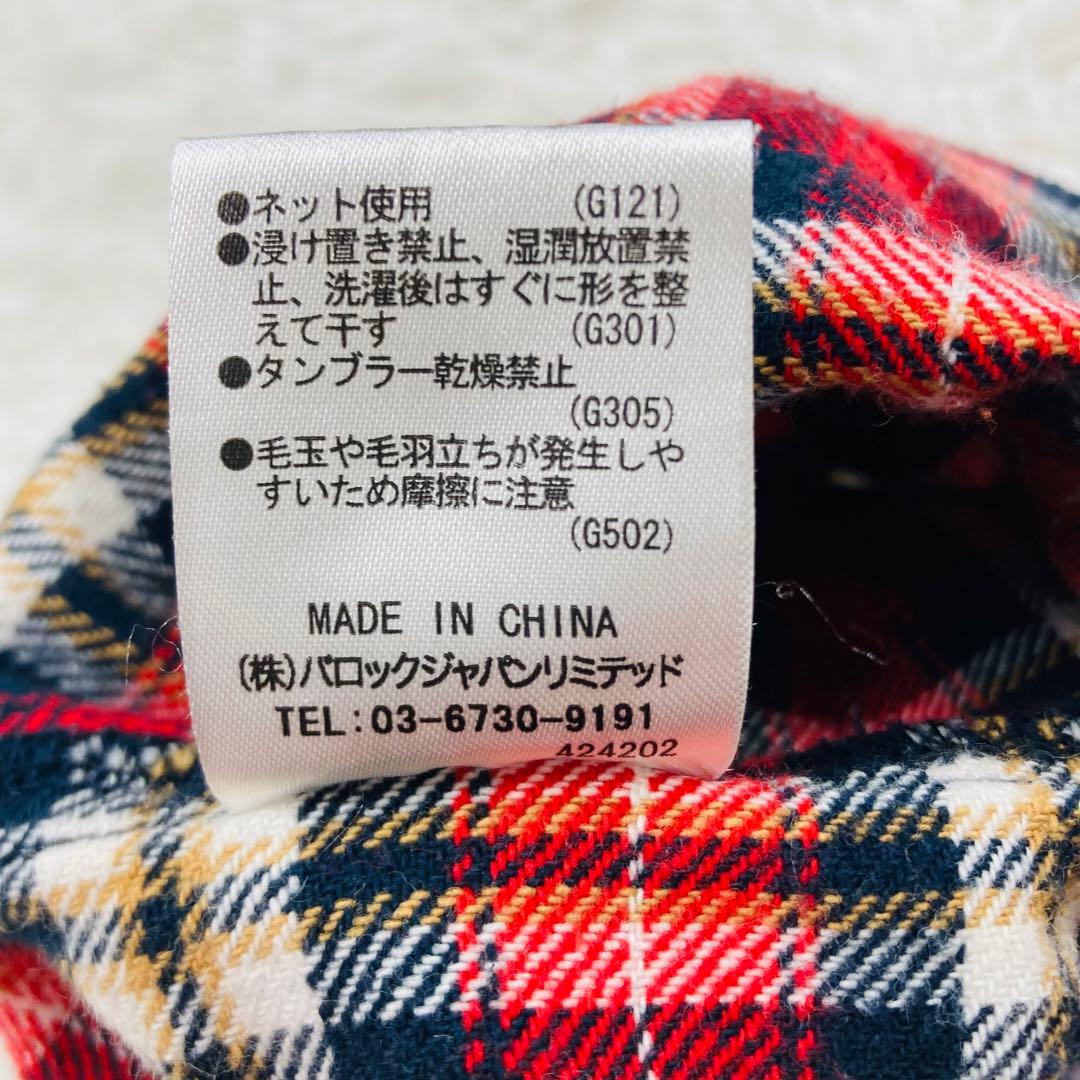 ●ネット使用 (G121)
●浸け置き禁止、湿潤放置禁
止、洗濯後はすぐに形を整
えて干す (G301)
●タンブラー乾燥禁止
(G305)
●毛玉や毛羽立ちが発生しや
すいため摩擦に注意
(G502)
MADE IN CHINA
(株)バロックジャパンリミテッド
TEL:03-6730-9191
424202